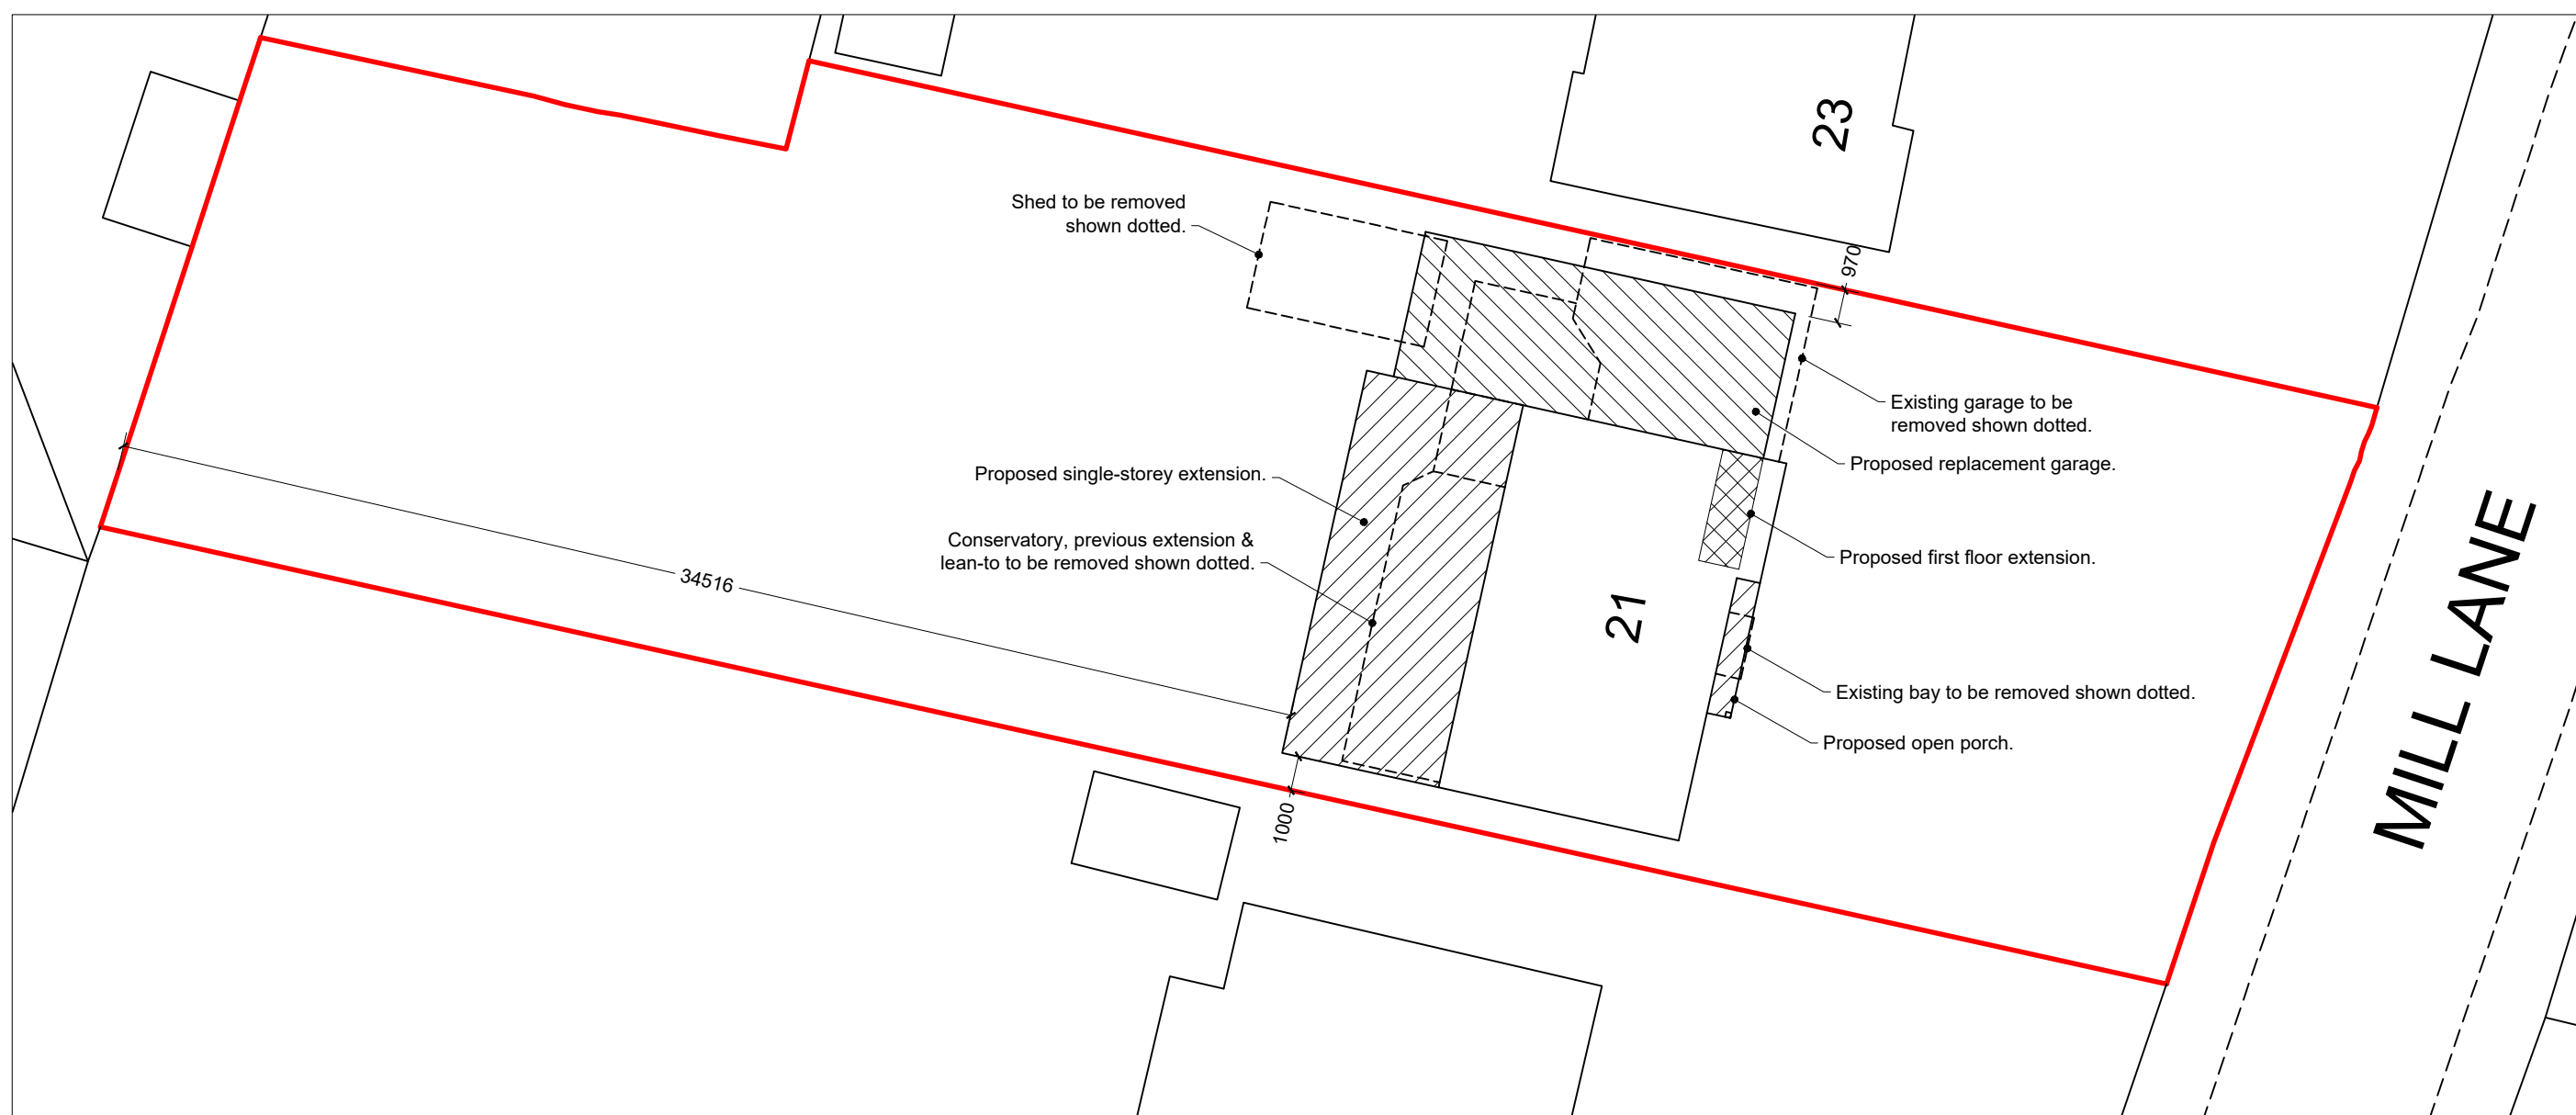 23
Shed to be removed
shown dotted.
970
Existing garage to be
removed shown dotted.
Proposed replacement garage.
Proposed single-storey extension.
Conservatory, previous extension &
lean-to to be removed shown dotted.
Proposed first floor extension.
34516
21
MILL LANE
Existing bay to be removed shown dotted.
Proposed open porch.
1000